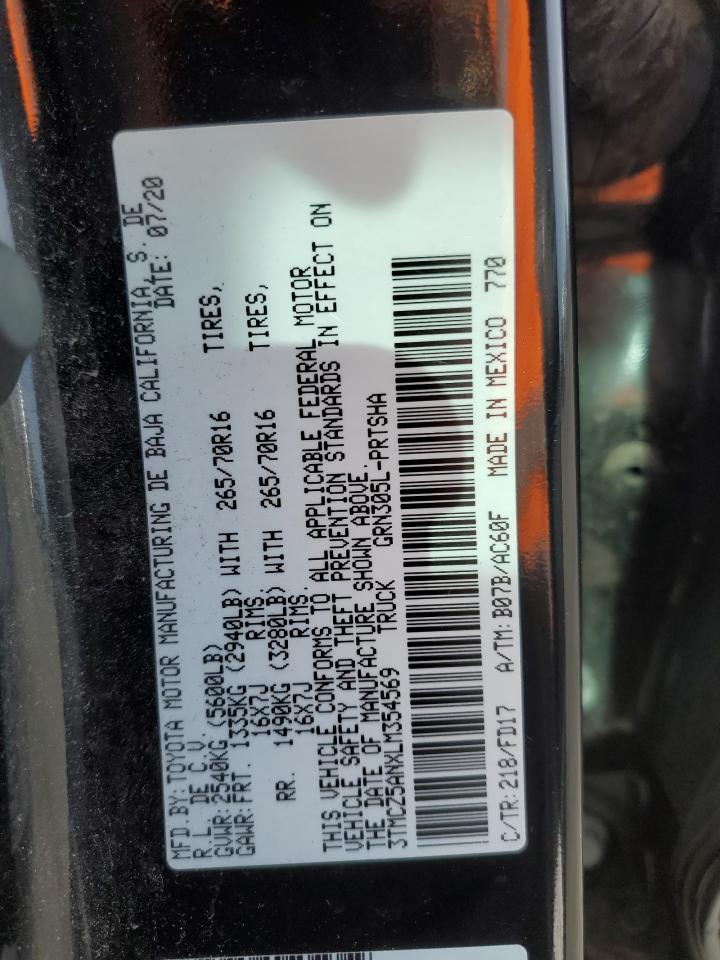 MFD.BY:TOYOTA MOTOR MANUFACTURING DE BAJA CALIFORNIA,S. DE
R.L.DE C.V. DATE: 07/20
GVWR:2540KG (5600LB)
GAWR:FRT. 1335KG (2940LB) WITH 265/70R16 TIRES,
16X7J RIMS,
RR. 1490KG (3280LB) WITH 265/70R16 TIRES,
16X7J RIMS.
THIS VEHICLE CONFORMS TO ALL APPLICABLE FEDERAL MOTOR
VEHICLE SAFETY AND THEFT PREVENTION STANDARDS IN EFFECT ON
THE DATE OF MANUFACTURE SHOWN ABOVE.
3TMCZ5ANXLM354569 TRUCK GRN305L-PRTSHA
C/TR:218/FD17 A/TM:B07B/AC60F MADE IN MEXICO 770